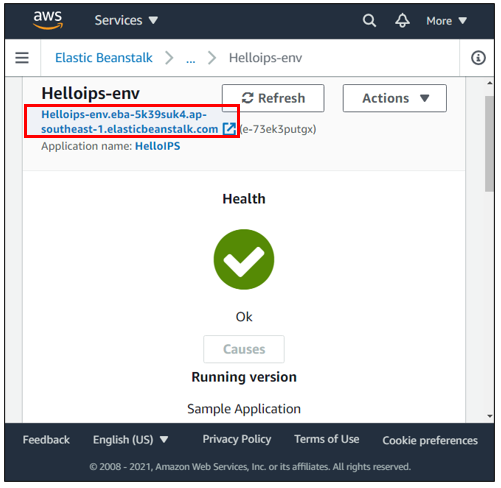 aws
Services ▼
More ▼
Elastic Beanstalk > ... > Helloips-env
Helloips-env
Refresh
Actions ▼
Helloips-env.eba-5k39suk4.ap-
southeast-1.elasticbeanstalk.com (e-73ek3putgx)
Application name: HelloIPS
Health
Ok
Causes
Running version
Sample Application
Feedback English (US) ▼ Privacy Policy Terms of Use Cookie preferences
© 2008 - 2021, Amazon Web Services, Inc. or its affiliates. All rights reserved.